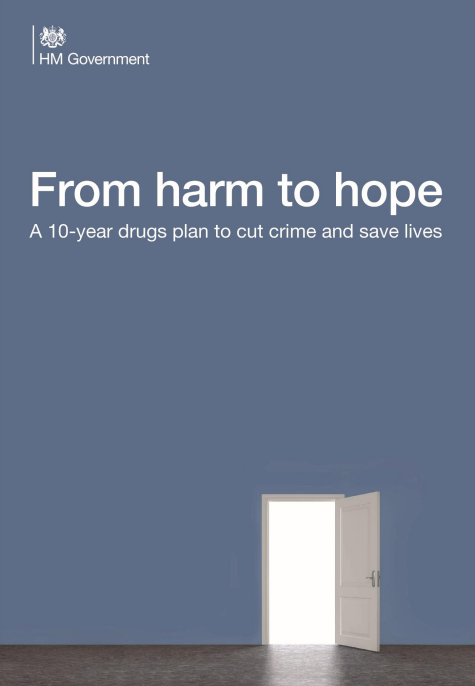 HM Government
From harm to hope
A 10-year drugs plan to cut crime and save lives